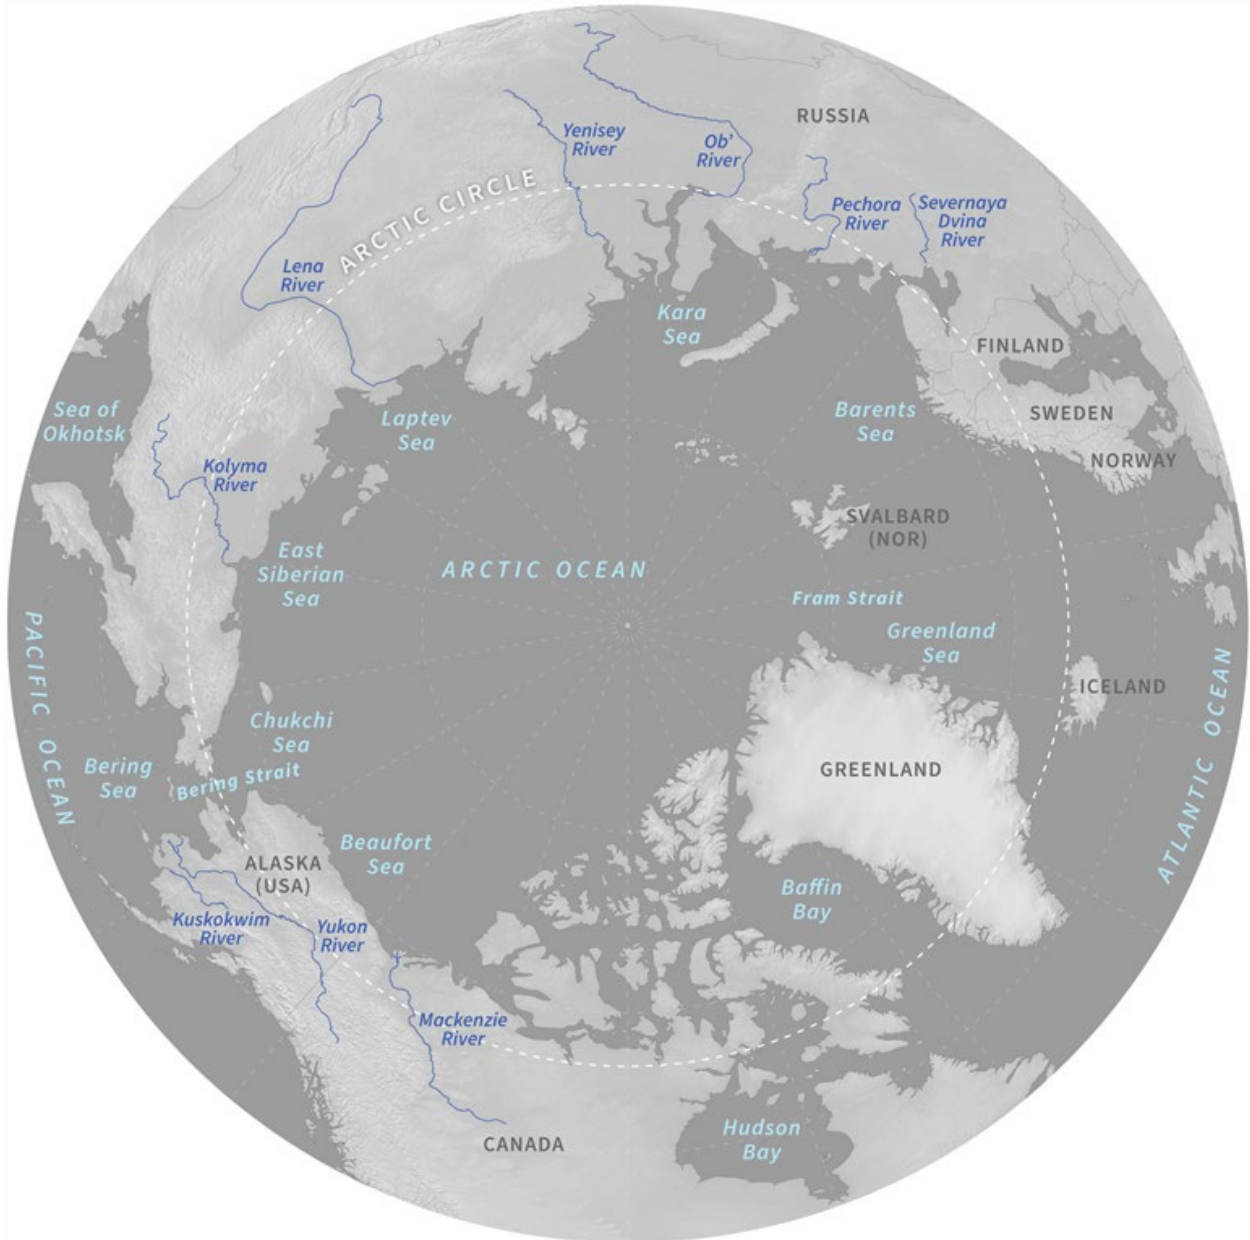 RUSSIA
Yenisey
River
Ob'
River
ARCTIC CIRCLE
Pechora
River
Severnaya
Dvina
River
Lena
River
Kara
Sea
FINLAND
Sea of
Okhotsk
Laptev
Sea
Barents
Sea
SWEDEN
NORWAY
Kolyma
River
SVALBARD
(NOR)
East
Siberian
Sea
ARCTIC OCEAN
Fram Strait
Greenland
Sea
PACIFIC OCEAN
ICELAND
ATLANTIC OCEAN
Chukchi
Sea
Bering
Sea
Bering Strait
GREENLAND
Beaufort
Sea
ALASKA
(USA)
Baffin
Bay
Kuskokwim
River
Yukon
River
Mackenzie
River
Hudson
Bay
CANADA